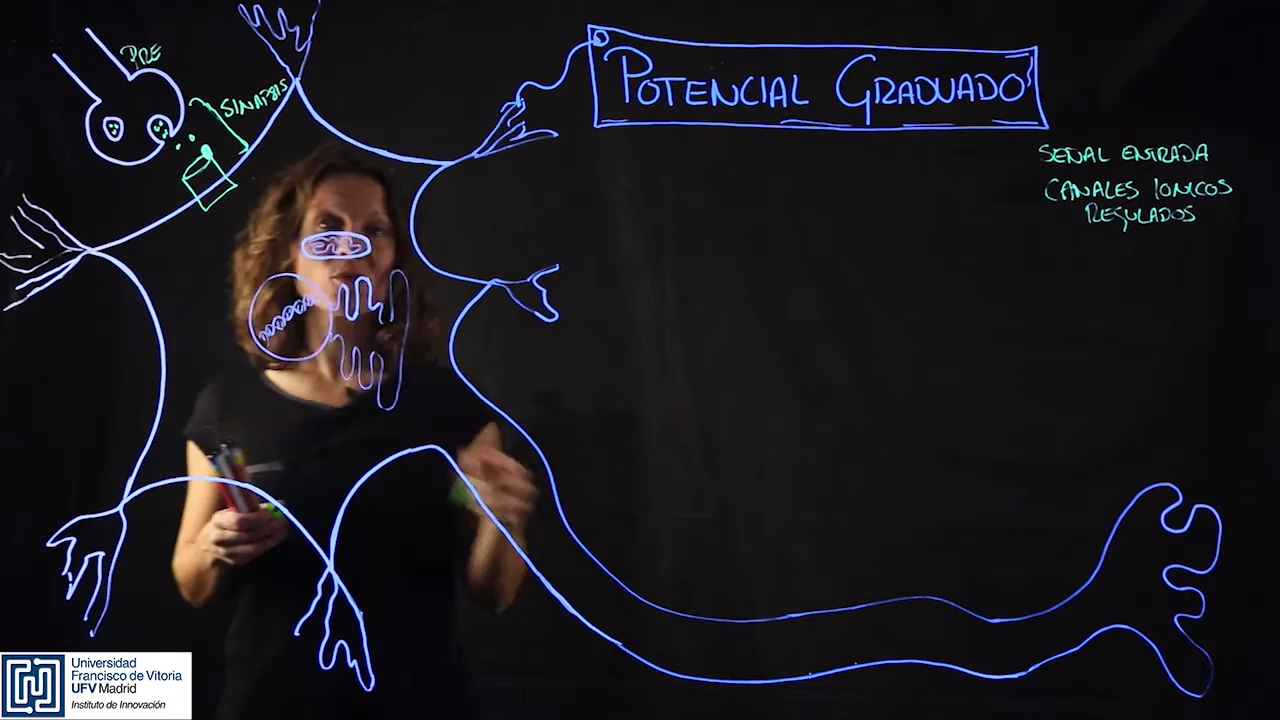 PRE
SINAPSIS
POTENCIAL GRADUADO
SEÑAL ENTRADA
CANALES IONICOS
REGULADOS
Universidad
Francisco de Vitoria
UFV Madrid
Instituto de Innovación